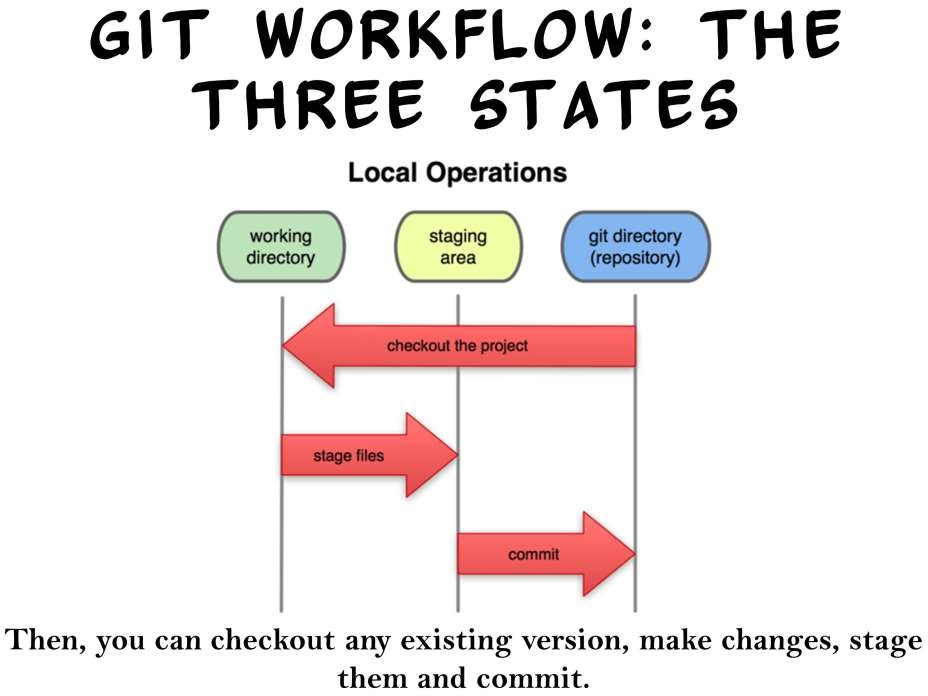 GIT WORKFLOW: THE
THREE STATES
Local Operations
working
directory
staging
area
git directory
(repository)
checkout the project
stage files
commit
Then, you can checkout any existing version, make changes, stage
them and commit.